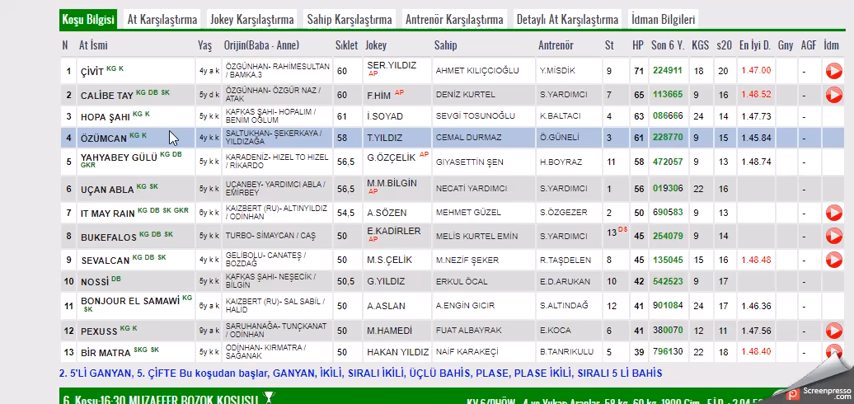 Koşu Bilgisi At Karşılaştırma Jokey Karşılaştırma Sahip Karşılaştırma Antrenör Karşılaştırma Detaylı At Karşılaştırma İdman Bilgileri
N At İsmi Yaş Orijin(Baba - Anne) Sıklet Jokey Sahip Antrenör St HP Son 6 Y. KGS s20 En İyi D. Gny AGF İdm
1 ÇİVİT KG K 4y a k ÖZGÜNHAN- RAHİMESULTAN / BAMKA.3 60 SER.YILDIZ AP AHMET KILIÇCIOĞLU Y.MİSDİK 9 71 224911 18 20 1.47.00 -
2 CALİBE TAY KG DB SK 5y d k ÖZGÜNHAN- ÖZGÜR NAZ / ATAK 60 F.HİM AP DENİZ KURTEL S.YARDIMCI 7 65 113665 9 16 1.48.52 -
3 HOPA ŞAHI KG K 5y k k KAFKAS ŞAHI- HOPALIM / BENİM OĞLUM 61 İ.SOYAD SEVGİ TOSUNOĞLU K.BALTACI 4 63 086666 24 14 1.47.73 -
4 ÖZÜMCAN KG K 4y k k SALTUKHAN- ŞEKERKAYA / YILDIZAĞA 58 T.YILDIZ CEMAL DURMAZ Ö.GÜNELİ 3 61 228770 9 15 1.45.84 -
5 YAHYABEY GÜLÜ KG DB GKR 5y k k KARADENİZ- HIZEL TO HIZEL / RİKARDO 56,5 G.ÖZÇELİK AP GIYASETTİN ŞEN H.BOYRAZ 11 58 472057 9 13 1.48.74 -
6 UÇAN ABLA KG SK 5y k k UÇANBEY- YARDIMCI ABLA / EMİRBEY 56,5 M.M.BİLGİN AP NECATİ YARDIMCI S.YARDIMCI 1 56 019306 22 16 -
7 IT MAY RAIN KG DB SK GKR 6y k k KAIZBERT (RU)- ALTINYILDIZ / ODINHAN 54,5 A.SÖZEN MEHMET GÜZEL S.ÖZGEZER 2 50 690583 9 13 -
8 BUKEFALOS KG DB SK 5y k k TURBO- SİMAYCAN / CAŞ 50 E.KADİRLER AP MELİS KURTEL EMİN S.YARDIMCI 13 DS 45 254079 9 14 -
9 SEVALCAN KG DB SK 4y k k GELİBOLU- CANATEŞ / BOZDAĞ 50 M.S.ÇELİK M.NEZİF ŞEKER R.TAŞDELEN 8 45 135045 15 16 1.48.48 -
10 NOSSİ DB 5y k k KAFKAS ŞAHI- NEŞECİK / BİLGİN 50,5 G.YILDIZ ERKUL ÖCAL E.D.ARUKAN 10 42 542523 9 17 -
11 BONJOUR EL SAMAWİ KG SK 6y a k KAIZBERT (RU)- SAL SABİL / HALİD 50 A.ASLAN A.ENGİN GICIR S.ALTINDAĞ 12 41 901084 24 17 1.46.36 -
12 PEXUSS KG K 9y a k SARUHANAĞA- TUNÇKANAT / ODİNHAN 50 M.HAMEDİ FUAT ALBAYRAK E.KOCA 6 41 380070 12 11 1.47.56 -
13 BİR MATRA SKG SK 5y k k ODİNHAN- KIRMATRA / SAĞANAK 50 HAKAN YILDIZ NAİF KARAKEÇİ B.TANRIKULU 5 39 796130 22 18 1.48.40 -
2. 5'Lİ GANYAN, 5. ÇİFTE Bu koşudan başlar, GANYAN, İKİLİ, SIRALI İKİLİ, ÜÇLÜ BAHİS, PLASE, PLASE İKİLİ, SIRALI 5 Lİ BAHİS
6. Koşu:16:30 MUZAFFER BOZOK KOŞUSU
Screenpresso.com